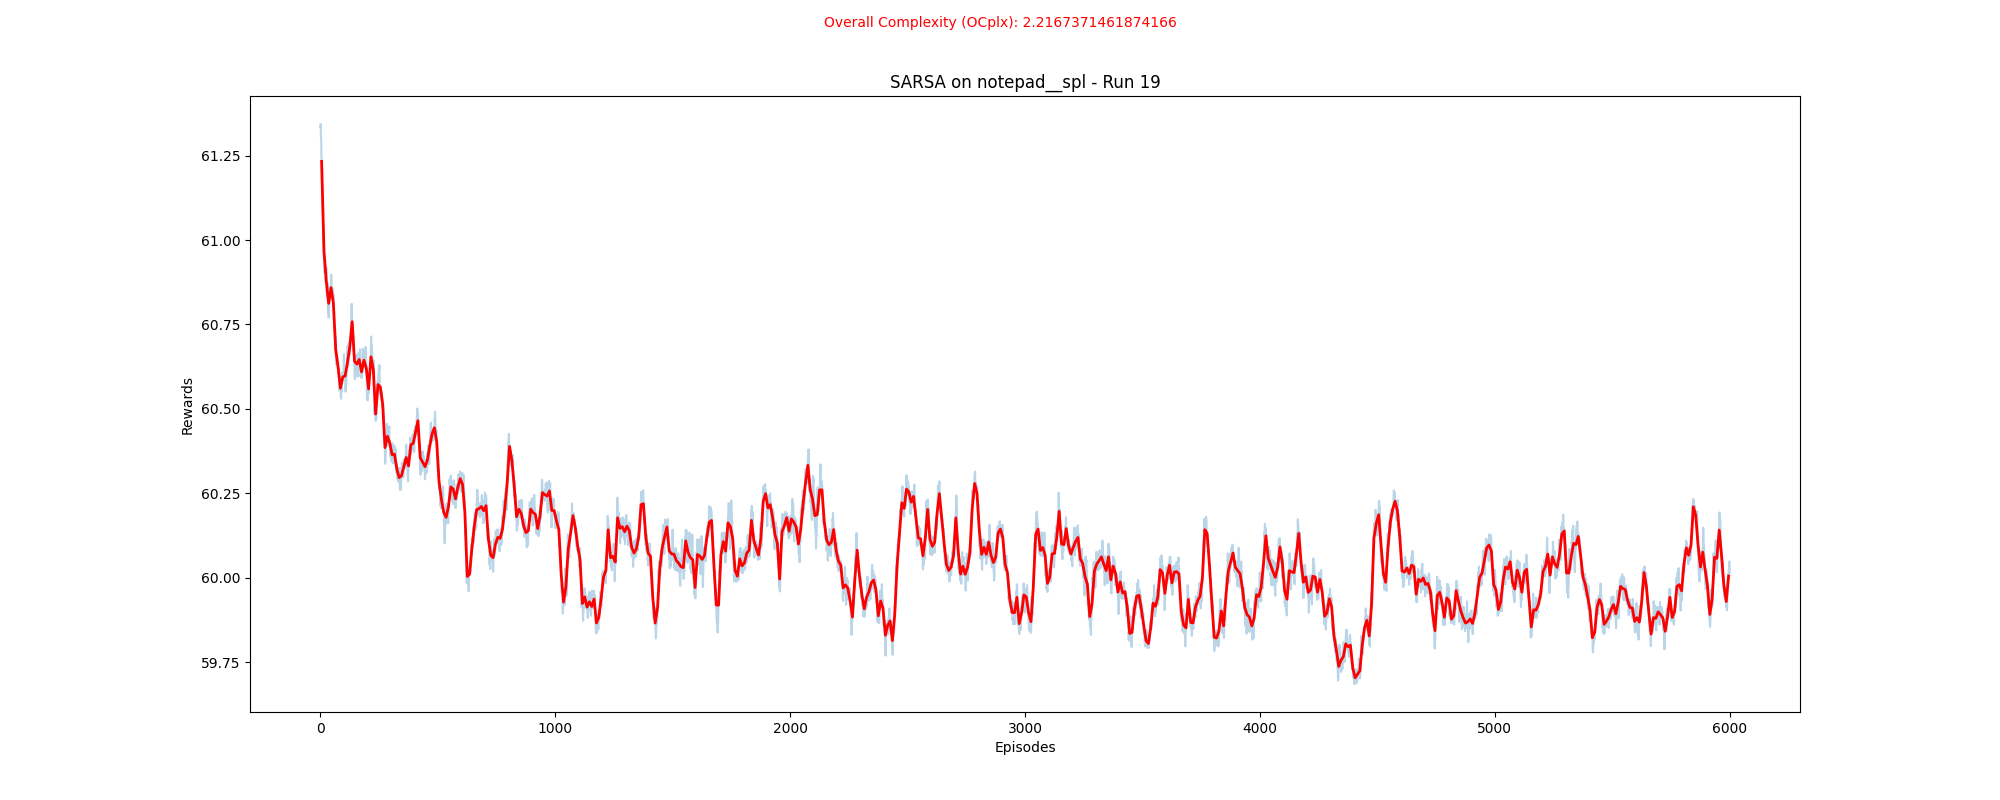 Overall Complexity (OCplx): 2.2167371461874166
SARSA on notepad__spl - Run 19
61.25
61.00
60.75
60.50
60.25
60.00
59.75
Rewards
0 1000 2000 3000 4000 5000 6000
Episodes